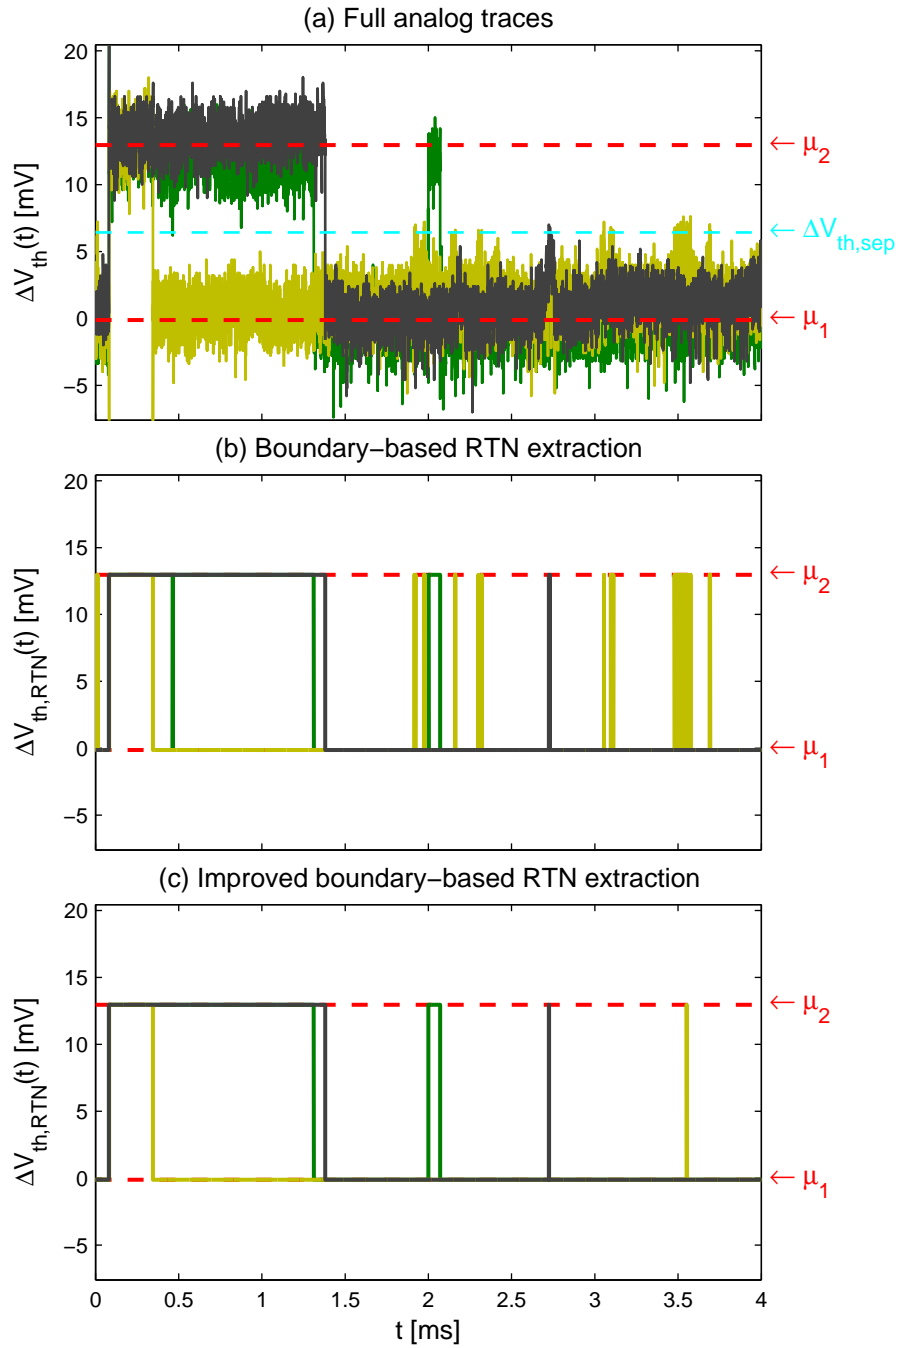 (a) Full analog traces
20
15
10
5
0
−5
ΔV_th(t) [mV]
← μ_2
← ΔV_th,sep
← μ_1
(b) Boundary−based RTN extraction
20
15
10
5
0
−5
ΔV_th,RTN(t) [mV]
← μ_2
← μ_1
(c) Improved boundary−based RTN extraction
20
15
10
5
0
−5
ΔV_th,RTN(t) [mV]
← μ_2
← μ_1
0 0.5 1 1.5 2 2.5 3 3.5 4
t [ms]